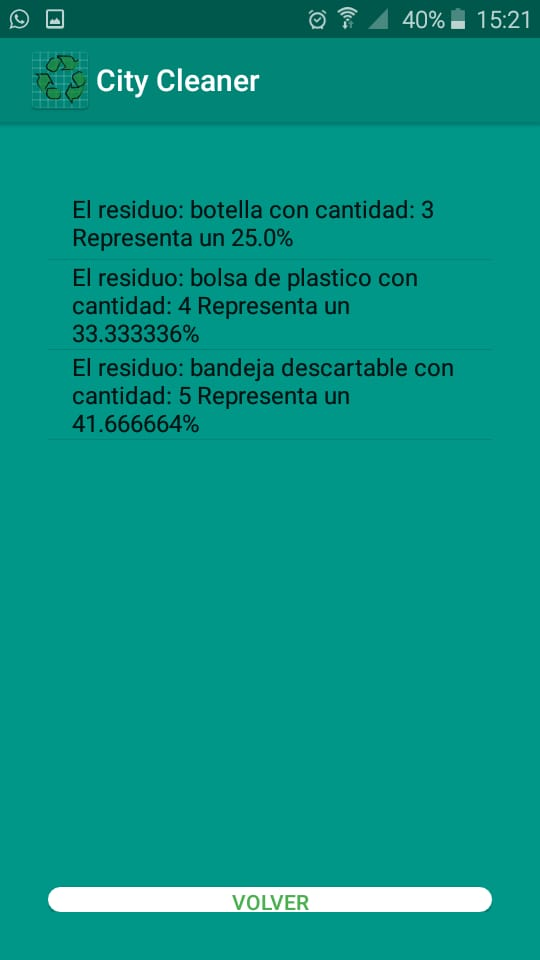 40% 15:21
City Cleaner
El residuo: botella con cantidad: 3
Representa un 25.0%
El residuo: bolsa de plastico con
cantidad: 4 Representa un
33.333336%
El residuo: bandeja descartable con
cantidad: 5 Representa un
41.666664%
VOLVER